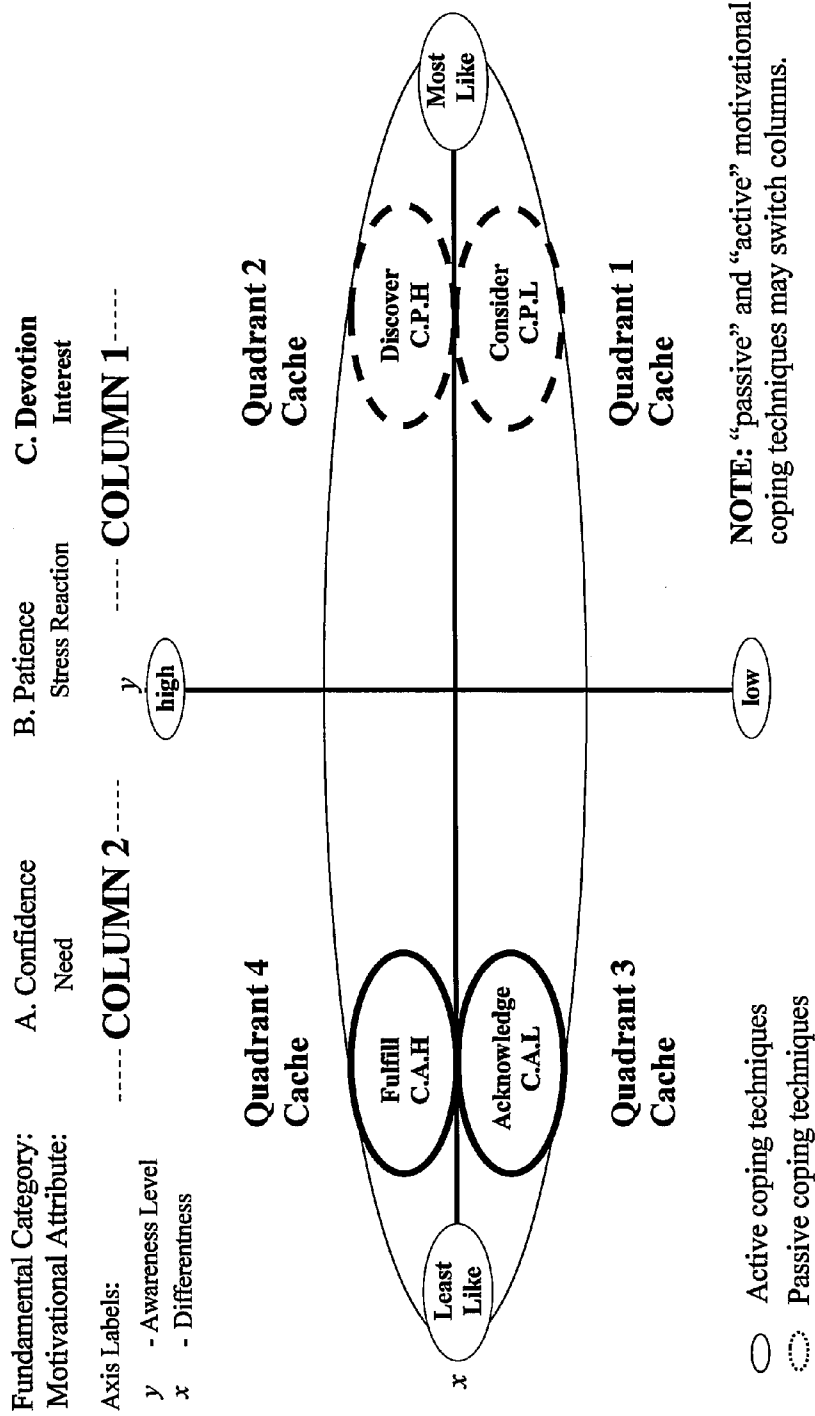 Fundamental Category: A. Confidence B. Patience C. Devotion
Motivational Attribute: Need Stress Reaction Interest
----- COLUMN 2 ----- ----- COLUMN 1 -----
Axis Labels:
y - Awareness Level
x - Differentness
y
high
Quadrant 4
Cache
Quadrant 2
Cache
Fulfill
C.A.H
Discover
C.P.H
x
Least
Like
Most
Like
Acknowledge
C.A.L
Consider
C.P.L
Quadrant 3
Cache
Quadrant 1
Cache
low
Active coping techniques
Passive coping techniques
NOTE: “passive” and “active” motivational
coping techniques may switch columns.